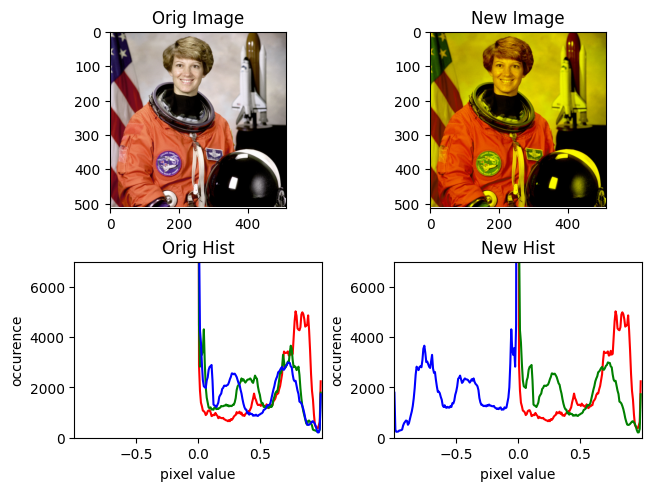 Orig Image
New Image
0
100
200
300
400
500
0 200 400
0
100
200
300
400
500
0 200 400
Orig Hist
New Hist
occurence
6000
4000
2000
0
−0.5 0.0 0.5
pixel value
occurence
6000
4000
2000
0
−0.5 0.0 0.5
pixel value